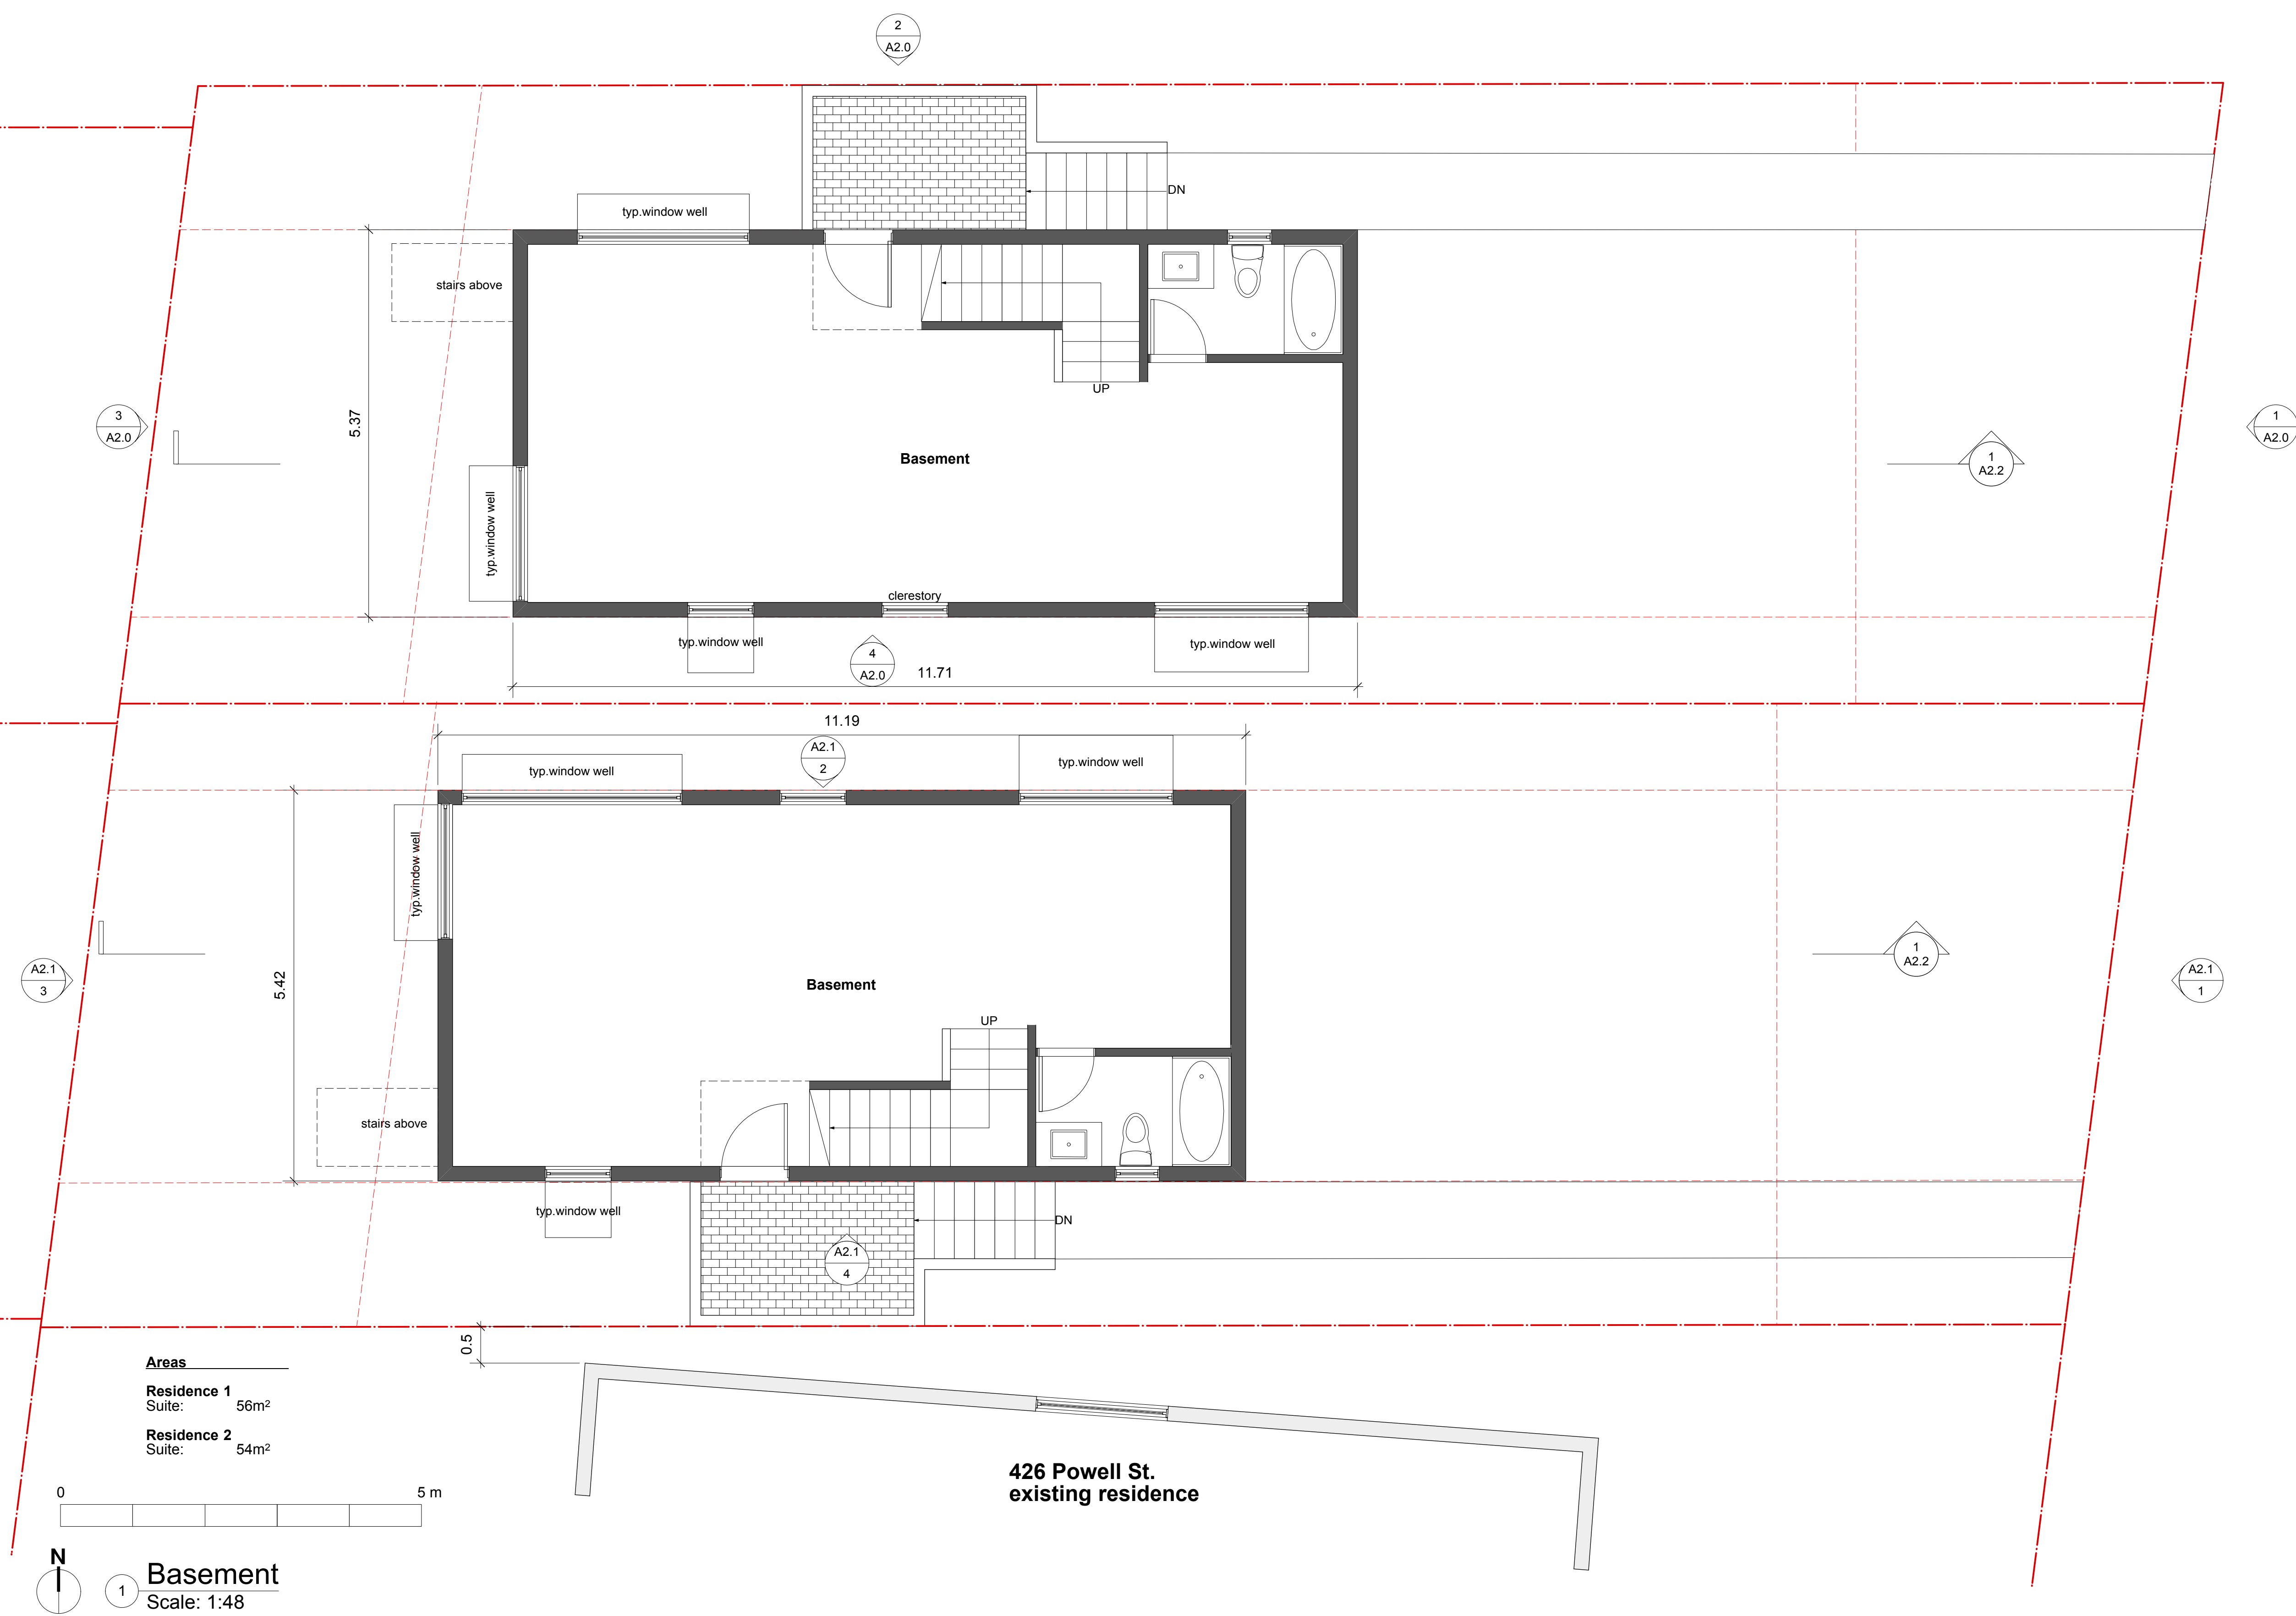 2
A2.0
DN
typ.window well
stairs above
UP
5.37
3
A2.0
1
A2.0
1
A2.2
Basement
typ.window well
clerestory
typ.window well
4
A2.0
typ.window well
11.71
11.19
typ.window well
A2.1
2
typ.window well
typ.window well
5.42
A2.1
3
1
A2.2
A2.1
1
Basement
UP
stairs above
typ.window well
DN
A2.1
4
0.5
Areas
Residence 1
Suite: 56m²
Residence 2
Suite: 54m²
426 Powell St.
existing residence
0 5 m
N
1
Basement
Scale: 1:48